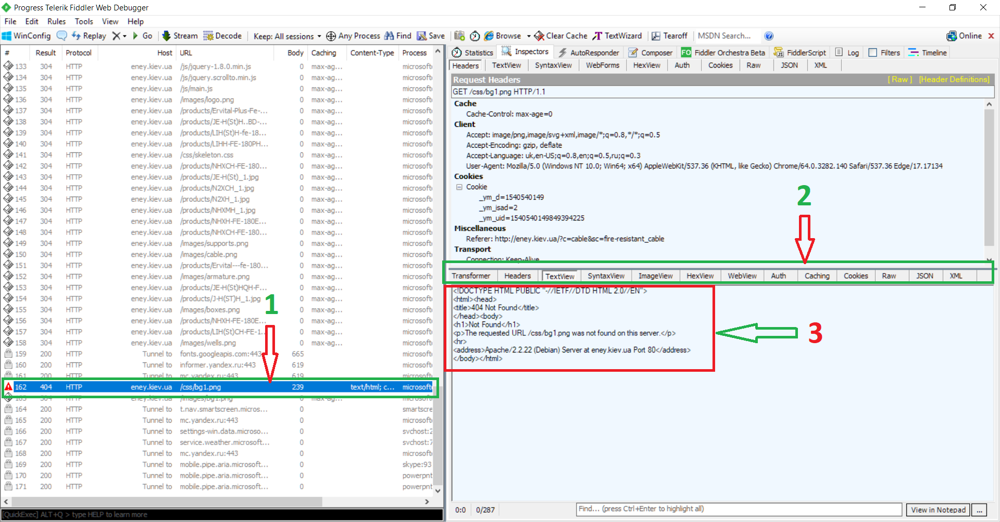 Progress Telerik Fiddler Web Debugger
File Edit Rules Tools View Help
WinConfig Replay Go Stream Decode Keep: All sessions Any Process Find Save Browse Clear Cache TextWizard Tearoff MSDN Search... Online
# Result Protocol Host URL Body Caching Content-Type Process
133 304 HTTP eney.kiev.ua /js/jquery-1.8.0.min.js 0 max-ag... microsoft
134 304 HTTP eney.kiev.ua /js/jquery.scrollto.min.js 0 max-ag... microsoft
135 304 HTTP eney.kiev.ua /js/main.js 0 max-ag... microsoft
136 304 HTTP eney.kiev.ua /images/logo.png 0 max-ag... microsoft
137 304 HTTP eney.kiev.ua /products/Ervital-Plus-Fe-... 0 max-ag... microsoft
138 304 HTTP eney.kiev.ua /products/JE-H(St)H..BD-... 0 max-ag... microsoft
139 304 HTTP eney.kiev.ua /products/LIH(St)H-fe-18... 0 max-ag... microsoft
140 304 HTTP eney.kiev.ua /products/LIHH-FE-180PH... 0 max-ag... microsoft
141 304 HTTP eney.kiev.ua /css/skeleton.css 0 max-ag... microsoft
142 304 HTTP eney.kiev.ua /products/NHXCH-FE-180... 0 max-ag... microsoft
143 304 HTTP eney.kiev.ua /products/JE-H(St)_1.jpg 0 max-ag... microsoft
144 304 HTTP eney.kiev.ua /products/N2XCH_1.jpg 0 max-ag... microsoft
145 304 HTTP eney.kiev.ua /products/N2XH_1.jpg 0 max-ag... microsoft
146 304 HTTP eney.kiev.ua /products/NHXMH_1.jpg 0 max-ag... microsoft
147 304 HTTP eney.kiev.ua /products/NHXH-FE-180E... 0 max-ag... microsoft
148 304 HTTP eney.kiev.ua /products/NHXCH-FE-180... 0 max-ag... microsoft
149 304 HTTP eney.kiev.ua /images/supports.png 0 max-ag... microsoft
150 304 HTTP eney.kiev.ua /images/cable.png 0 max-ag... microsoft
151 304 HTTP eney.kiev.ua /products/Ervital---fe-180... 0 max-ag... microsoft
152 304 HTTP eney.kiev.ua /images/armature.png 0 max-ag... microsoft
153 304 HTTP eney.kiev.ua /products/JE-H(St)HQH-F... 0 max-ag... microsoft
154 304 HTTP eney.kiev.ua /products/J-H(ST)H_1.jpg 0 max-ag... microsoft
155 304 HTTP eney.kiev.ua /images/boxes.png 0 max-ag... microsoft
156 304 HTTP eney.kiev.ua /products/NHXH-FE-180E... 0 max-ag... microsoft
157 304 HTTP eney.kiev.ua /products/LIH(St)CH-FE-1... 0 max-ag... microsoft
158 304 HTTP eney.kiev.ua /images/wells.png 0 max-ag... microsoft
159 200 HTTP Tunnel to fonts.googleapis.com:443 665 microsoft
160 200 HTTP Tunnel to informer.yandex.ru:443 619 microsoft
161 200 HTTP Tunnel to mc.yandex.ru:443 619 microsoft
162 404 HTTP eney.kiev.ua /css/bg1.png 239 text/html; c... microsoft
163 304 HTTP eney.kiev.ua /images/bg1.png 0 max-ag... microsoft
164 200 HTTP Tunnel to t.nav.smartscreen.micros... 0 smartscre
165 200 HTTP Tunnel to mc.yandex.ru:443 0 microsoft
166 200 HTTP Tunnel to settings-win.data.microso... 0 svchost:2
167 200 HTTP Tunnel to service.weather.microsoft... 0 svchost:7
168 200 HTTP Tunnel to mc.yandex.ru:443 0 microsoft
169 200 HTTP Tunnel to mobile.pipe.aria.microsoft... 0 skype:93
170 200 HTTP Tunnel to mobile.pipe.aria.microsoft... 0 powerpnt
171 200 HTTP Tunnel to mobile.pipe.aria.microsoft... 0 powerpnt
1
[QuickExec] ALT+Q > type HELP to learn more
Statistics Inspectors AutoResponder Composer FO Fiddler Orchestra Beta FiddlerScript Log Filters Timeline
Headers TextView SyntaxView WebForms HexView Auth Cookies Raw JSON XML
Request Headers [ Raw ] [Header Definitions]
GET /css/bg1.png HTTP/1.1
Cache
Cache-Control: max-age=0
Client
Accept: image/png,image/svg+xml,image/*;q=0.8,*/*;q=0.5
Accept-Encoding: gzip, deflate
Accept-Language: uk,en-US;q=0.8,en;q=0.5,ru;q=0.3
User-Agent: Mozilla/5.0 (Windows NT 10.0; Win64; x64) AppleWebKit/537.36 (KHTML, like Gecko) Chrome/64.0.3282.140 Safari/537.36 Edge/17.17134
Cookies
Cookie
_ym_d=1540540149
_ym_isad=2
_ym_uid=1540540149849394225
Miscellaneous
Referer: http://eney.kiev.ua/?c=cable&sc=fire-resistant_cable
Transport
Connection: Keep-Alive
2
Transformer Headers TextView SyntaxView ImageView HexView WebView Auth Caching Cookies Raw JSON XML
<!DOCTYPE HTML PUBLIC "-//IETF//DTD HTML 2.0//EN">
<html><head>
<title>404 Not Found</title>
</head><body>
<h1>Not Found</h1>
<p>The requested URL /css/bg1.png was not found on this server.</p>
<hr>
<address>Apache/2.2.22 (Debian) Server at eney.kiev.ua Port 80</address>
</body></html>
3
0:0 0/287 Find... (press Ctrl+Enter to highlight all) View in Notepad ...